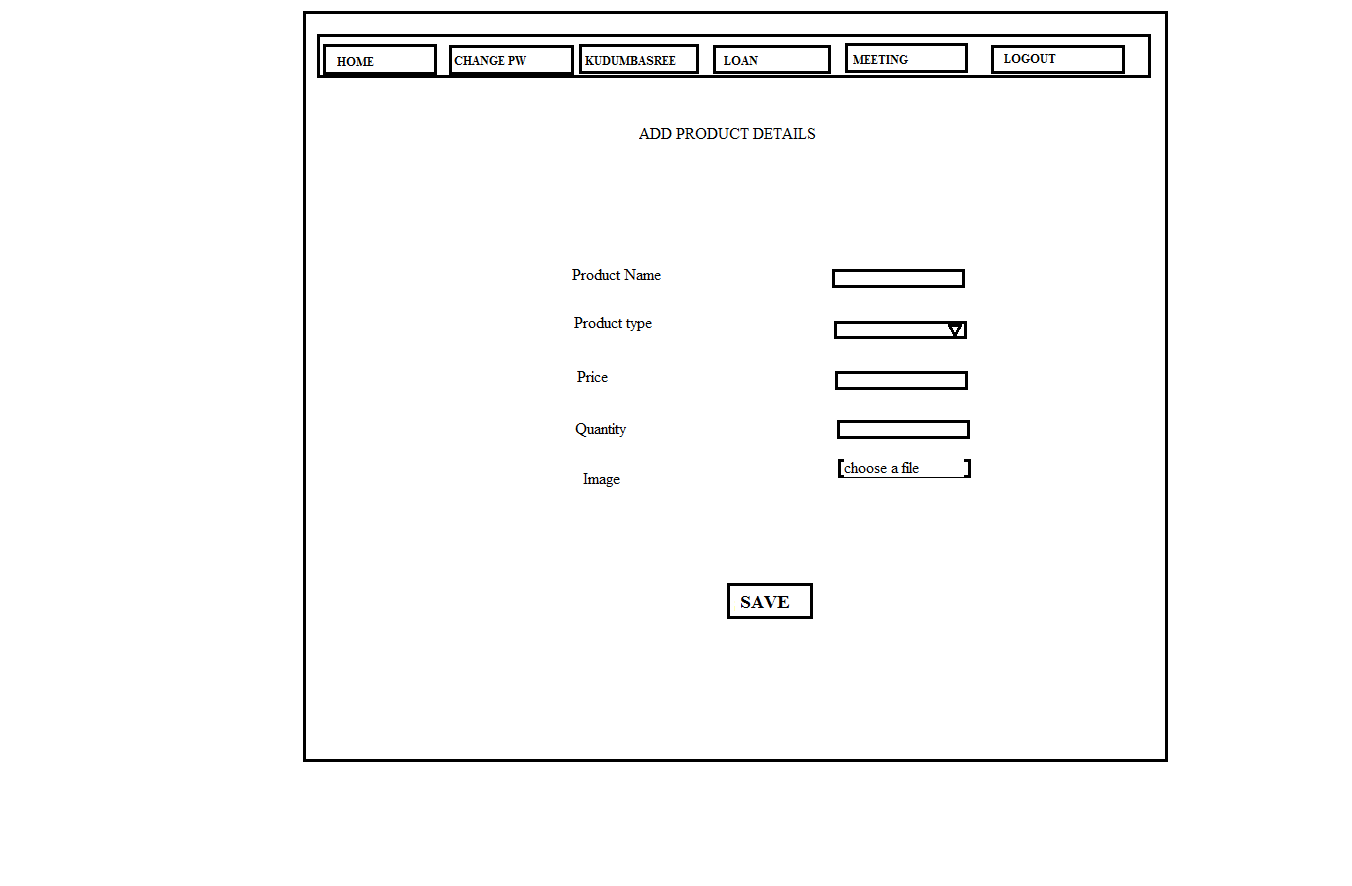 HOME CHANGE PW KUDUMBASREE LOAN MEETING LOGOUT
ADD PRODUCT DETAILS
Product Name
Product type
Price
Quantity
Image choose a file
SAVE